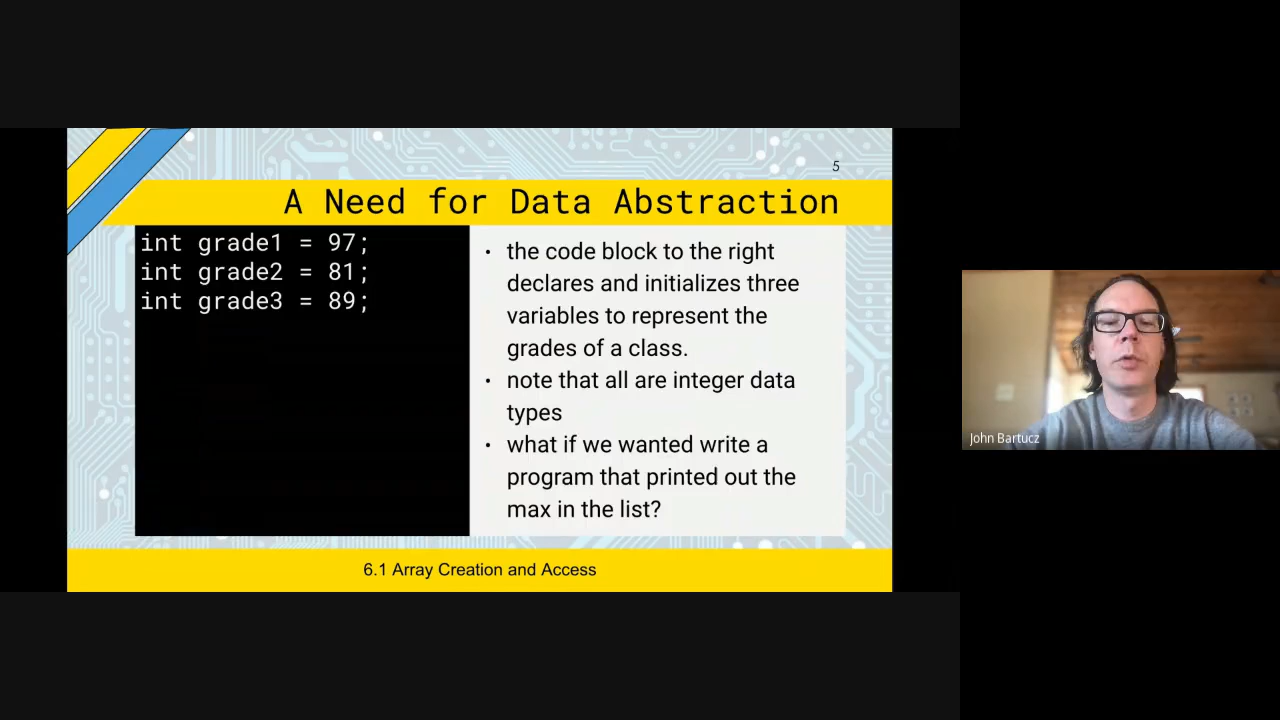 5
A Need for Data Abstraction
int grade1 = 97;
int grade2 = 81;
int grade3 = 89;
• the code block to the right
declares and initializes three
variables to represent the
grades of a class.
• note that all are integer data
types
• what if we wanted write a
program that printed out the
max in the list?
6.1 Array Creation and Access
John Bartucz